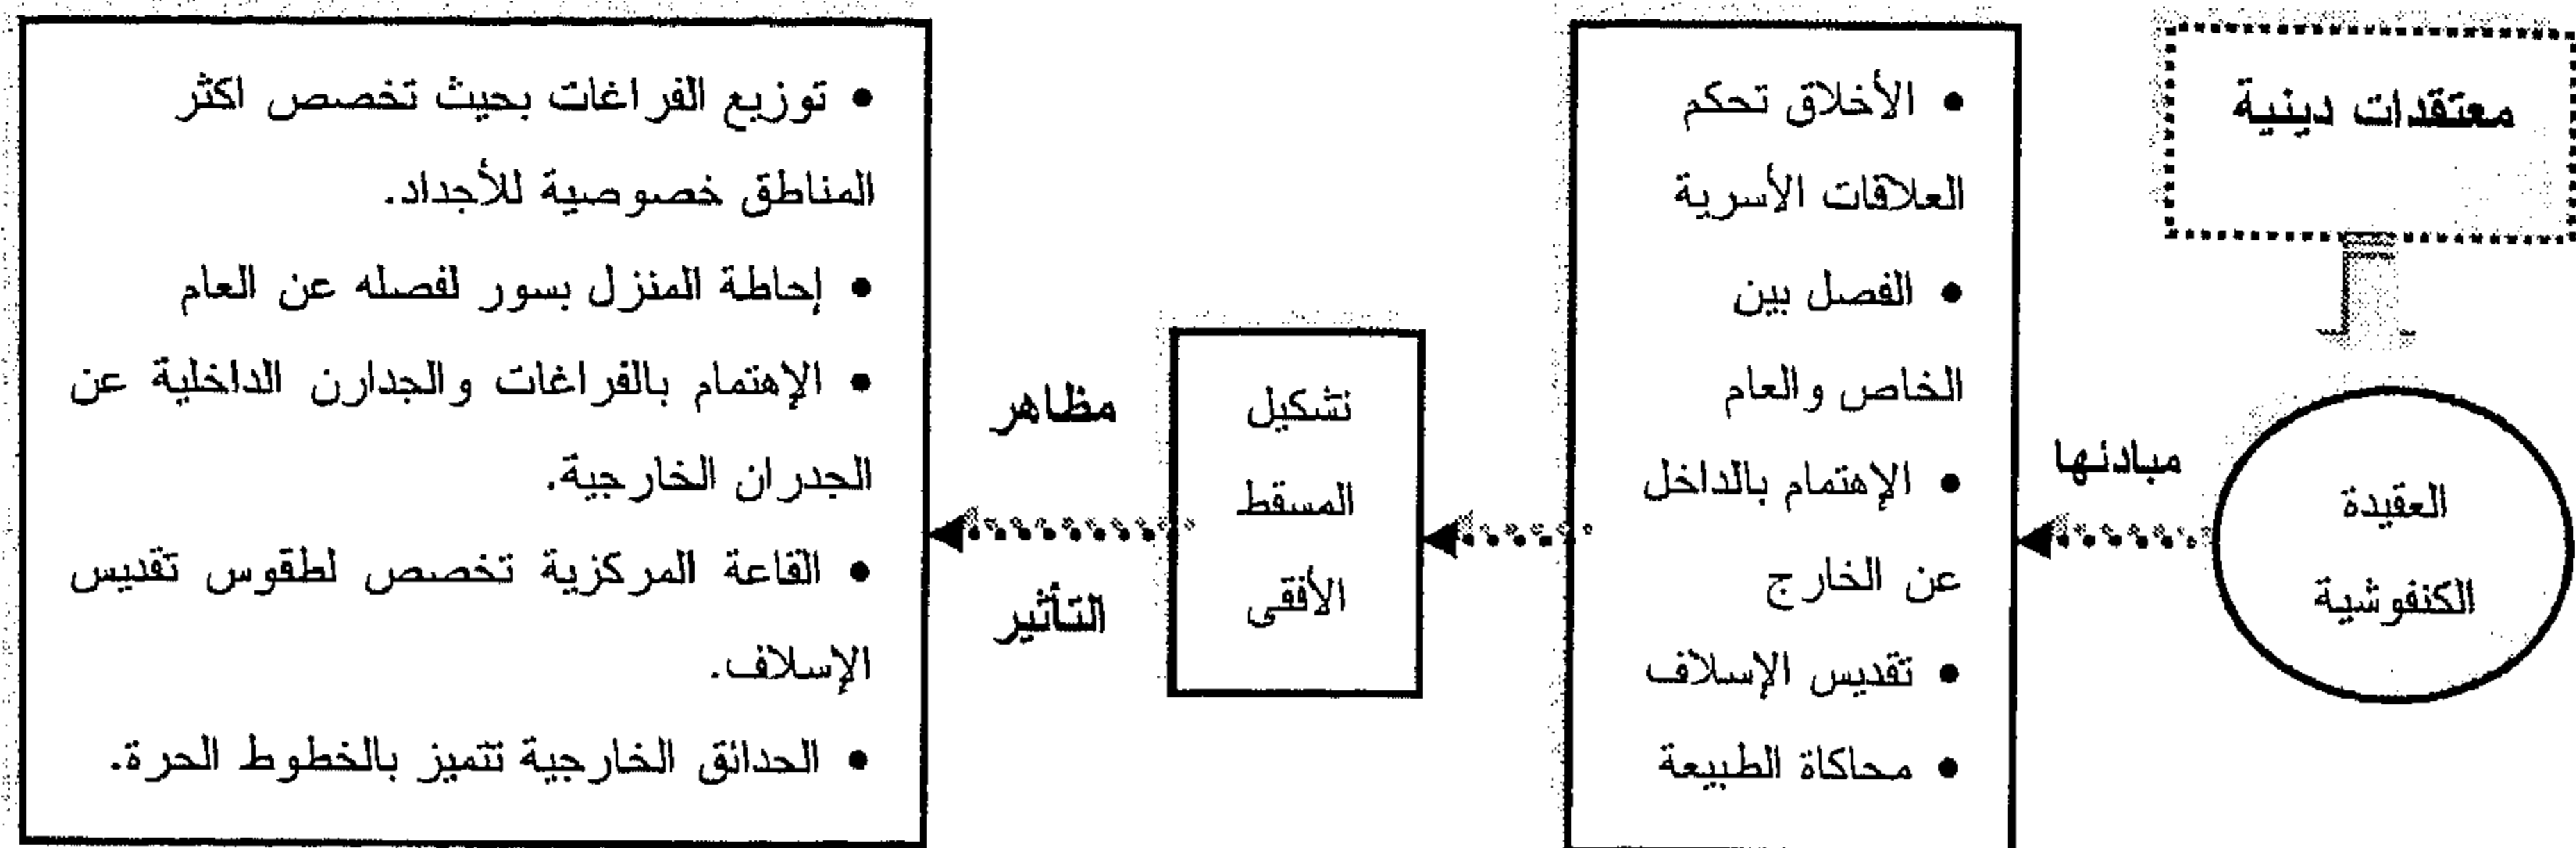 معتقدات دينية
العقيدة
الكنفوشية
مبادئها
• الأخلاق تحكم
العلاقات الأسرية
• الفصل بين
الخاص والعام
• الإهتمام بالداخل
عن الخارج
• تقديس الإسلاف
• محاكاة الطبيعة
تشكيل
المسقط
الأفقى
مظاهر
التأثير
• توزيع الفراغات بحيث تخصص اكثر
المناطق خصوصية للأجداد.
• إحاطة المنزل بسور لفصله عن العام
• الإهتمام بالفراغات والجدارن الداخلية عن
الجدران الخارجية.
• القاعة المركزية تخصص لطقوس تقديس
الإسلاف.
• الحدائق الخارجية تتميز بالخطوط الحرة.